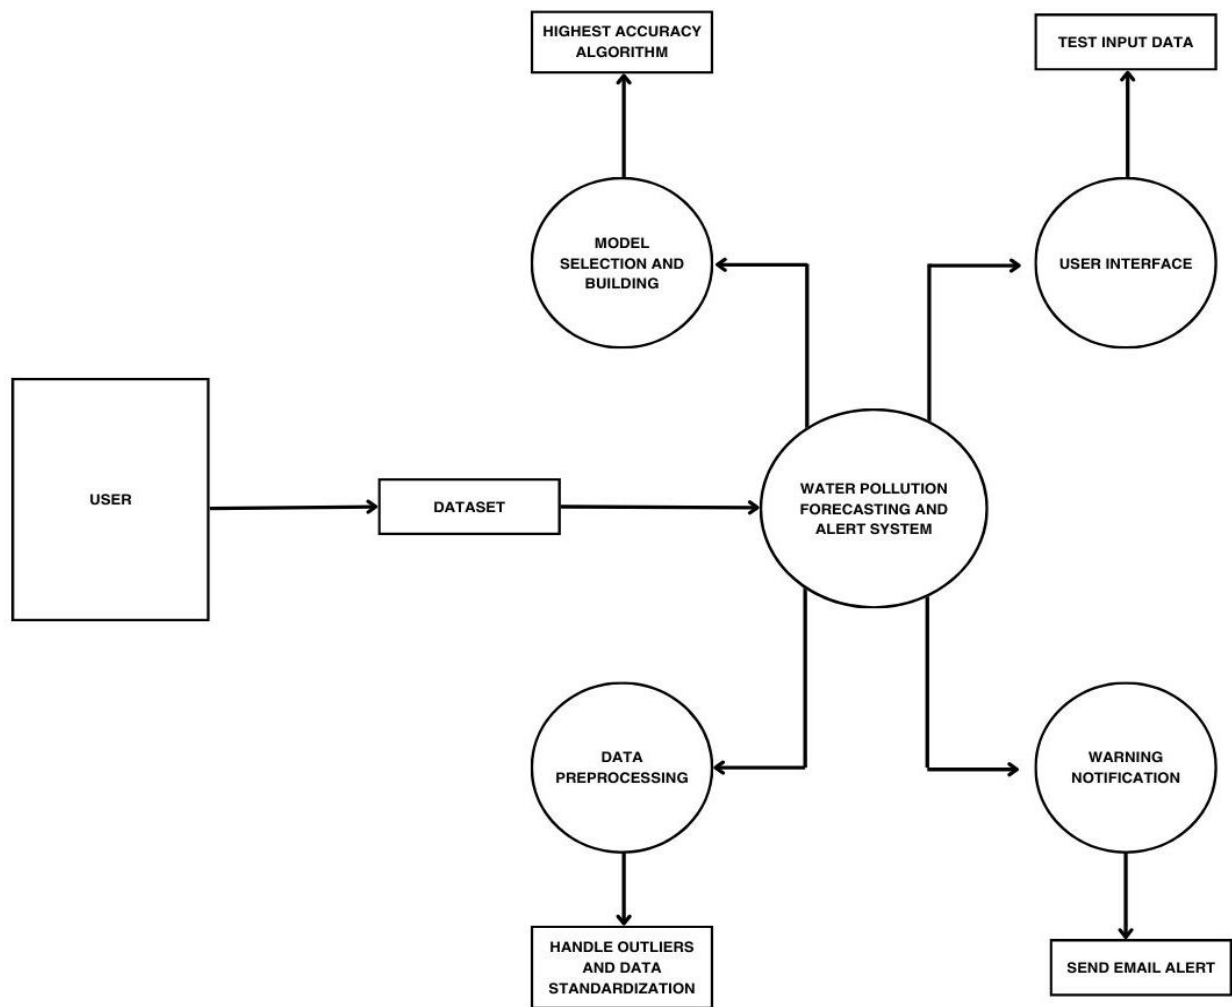 HIGHEST ACCURACY
ALGORITHM
TEST INPUT DATA
MODEL
SELECTION AND
BUILDING
USER INTERFACE
USER
DATASET
WATER POLLUTION
FORECASTING AND
ALERT SYSTEM
DATA
PREPROCESSING
WARNING
NOTIFICATION
HANDLE OUTLIERS
AND DATA
STANDARDIZATION
SEND EMAIL ALERT